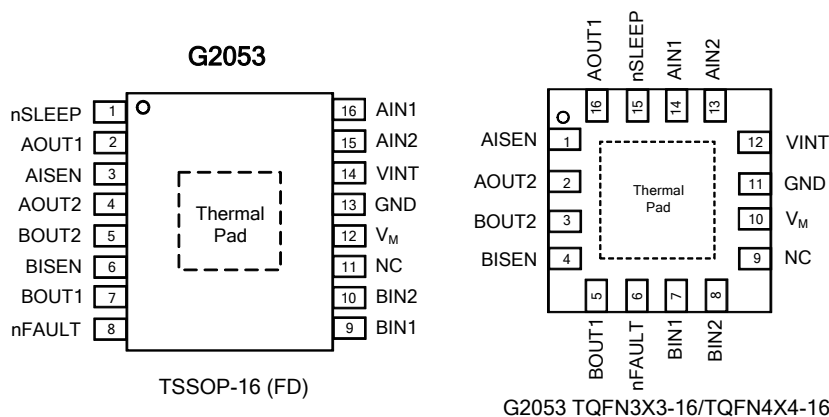 G2053
nSLEEP 1
AOUT1 2
AISEN 3
AOUT2 4
BOUT2 5
BISEN 6
BOUT1 7
nFAULT 8
16 AIN1
15 AIN2
14 VINT
13 GND
12 VM
11 NC
10 BIN2
9 BIN1
Thermal
Pad
TSSOP-16 (FD)
AOUT1
nSLEEP
AIN1
AIN2
16
15
14
13
AISEN 1
AOUT2 2
BOUT2 3
BISEN 4
Thermal
Pad
12 VINT
11 GND
10 VM
9 NC
5
6
7
8
BOUT1
nFAULT
BIN1
BIN2
G2053 TQFN3X3-16/TQFN4X4-16